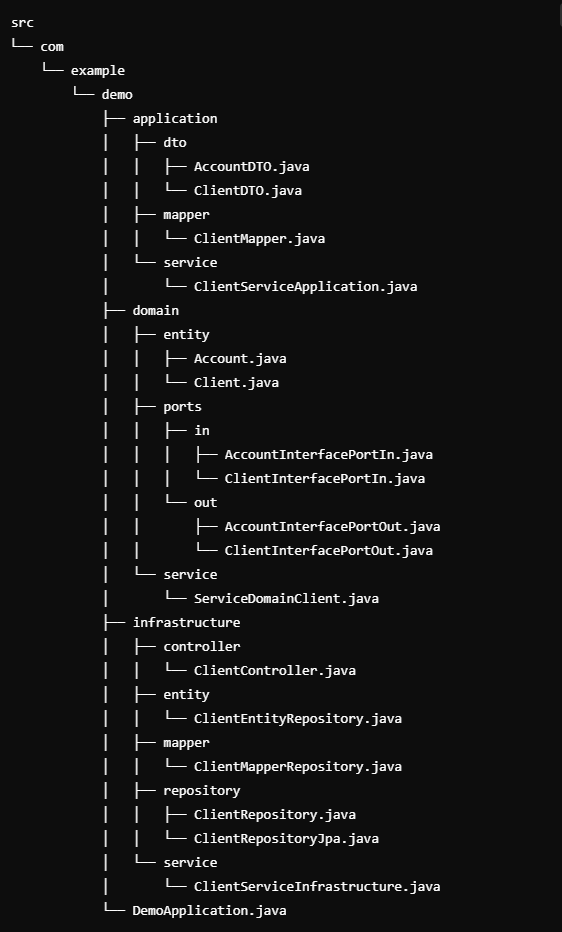 src
└── com
    └── example
        └── demo
            ├── application
            │   ├── dto
            │   │   ├── AccountDTO.java
            │   │   └── ClientDTO.java
            │   ├── mapper
            │   │   └── ClientMapper.java
            │   └── service
            │       └── ClientServiceApplication.java
            ├── domain
            │   ├── entity
            │   │   ├── Account.java
            │   │   └── Client.java
            │   ├── ports
            │   │   ├── in
            │   │   │   ├── AccountInterfacePortIn.java
            │   │   │   └── ClientInterfacePortIn.java
            │   │   └── out
            │   │       ├── AccountInterfacePortOut.java
            │   │       └── ClientInterfacePortOut.java
            │   └── service
            │       └── ServiceDomainClient.java
            ├── infrastructure
            │   ├── controller
            │   │   └── ClientController.java
            │   ├── entity
            │   │   └── ClientEntityRepository.java
            │   ├── mapper
            │   │   └── ClientMapperRepository.java
            │   ├── repository
            │   │   ├── ClientRepository.java
            │   │   └── ClientRepositoryJpa.java
            │   └── service
            │       └── ClientServiceInfrastructure.java
            └── DemoApplication.java